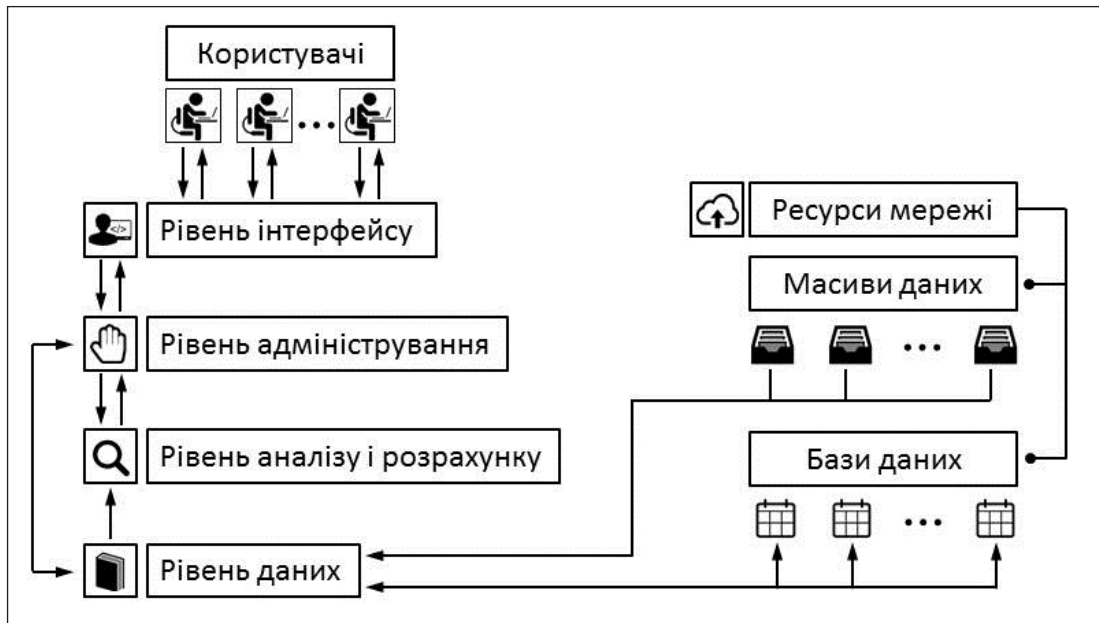 Користувачі
Рівень інтерфейсу
Рівень адміністрування
Рівень аналізу і розрахунку
Рівень даних
Ресурси мережі
Масиви даних
Бази даних